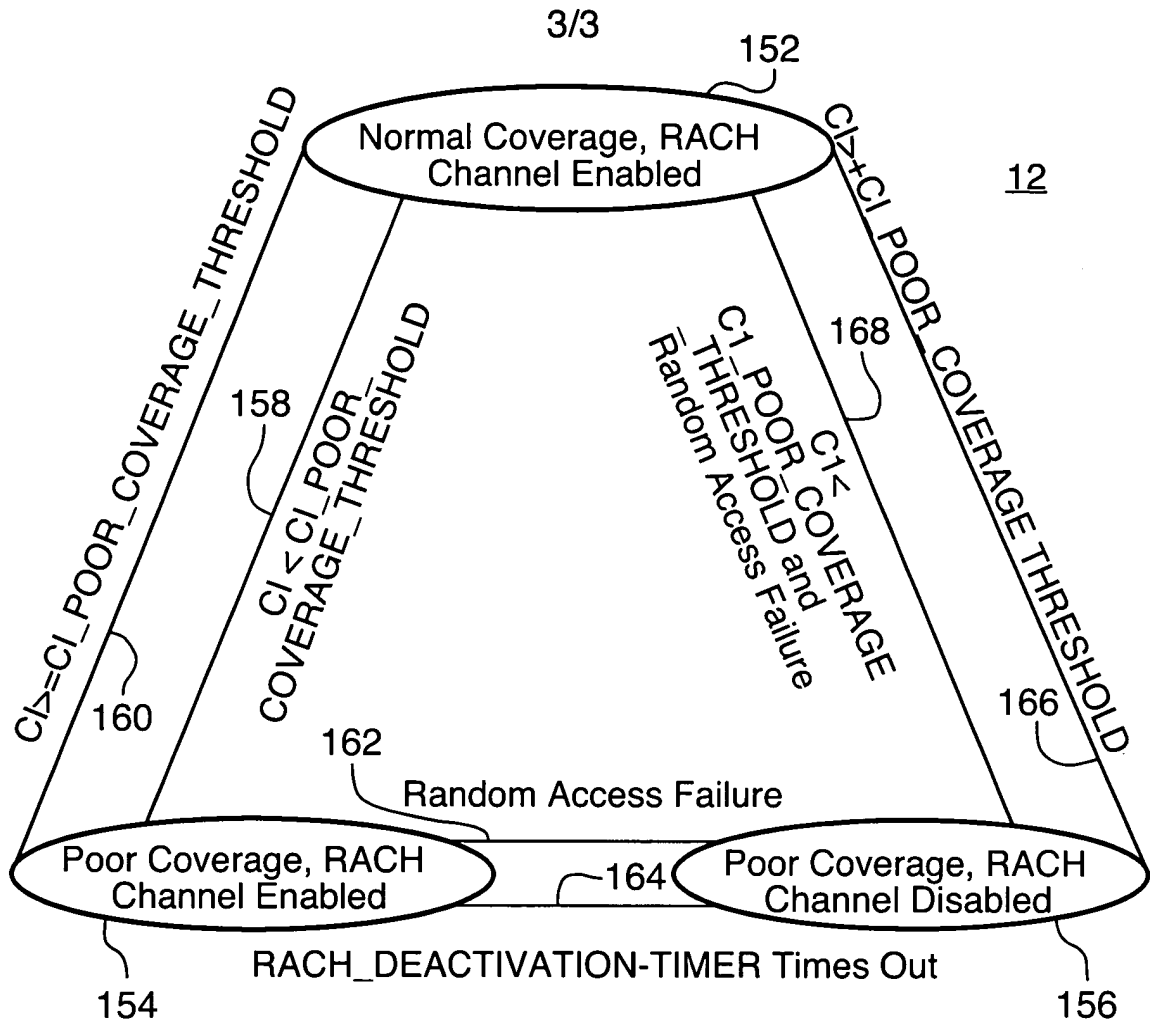 3/3
152
Normal Coverage, RACH
Channel Enabled
12
CI>=CI_POOR_COVERAGE_THRESHOLD
CI>+CI_POOR_COVERAGE THRESHOLD
158
CI < CI_POOR_
COVERAGE_THRESHOLD
C1<
C1_POOR_COVERAGE
_THRESHOLD and
Random Access Failure
168
160
166
162
Random Access Failure
Poor Coverage, RACH
Channel Enabled
164
Poor Coverage, RACH
Channel Disabled
RACH_DEACTIVATION-TIMER Times Out
154
156